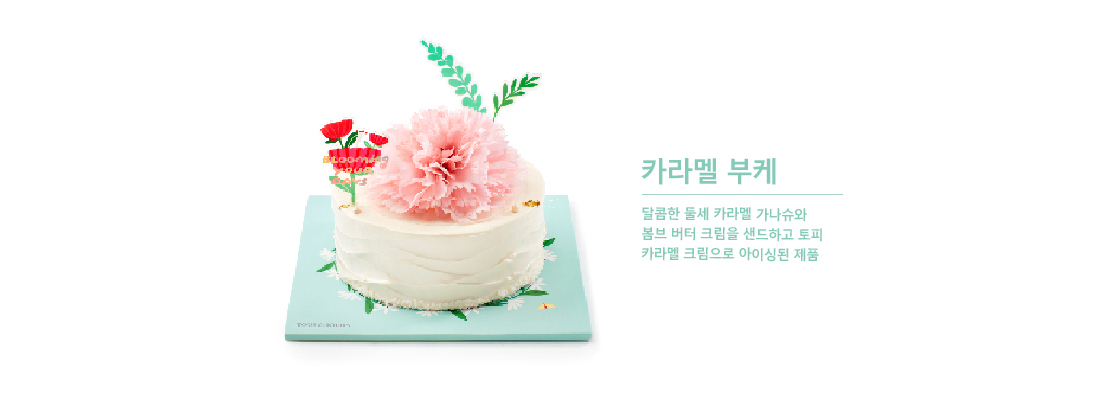 카라멜 부케
달콤한 둘세 카라멜 가나슈와
봄브 버터 크림을 샌드하고 토피
카라멜 크림으로 아이싱된 제품